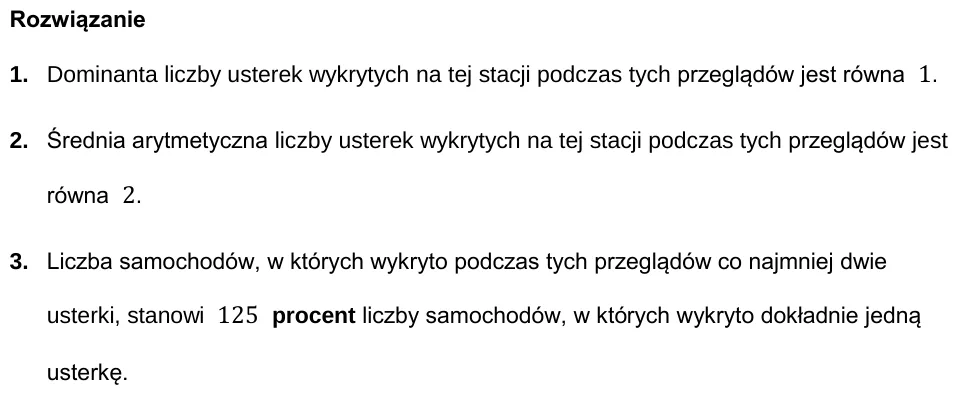 Rozwiązanie
1. Dominanta liczby usterek wykrytych na tej stacji podczas tych przeglądów jest równa 1.
2. Średnia arytmetyczna liczby usterek wykrytych na tej stacji podczas tych przeglądów jest
równa 2.
3. Liczba samochodów, w których wykryto podczas tych przeglądów co najmniej dwie
usterki, stanowi 125 procent liczby samochodów, w których wykryto dokładnie jedną
usterkę.